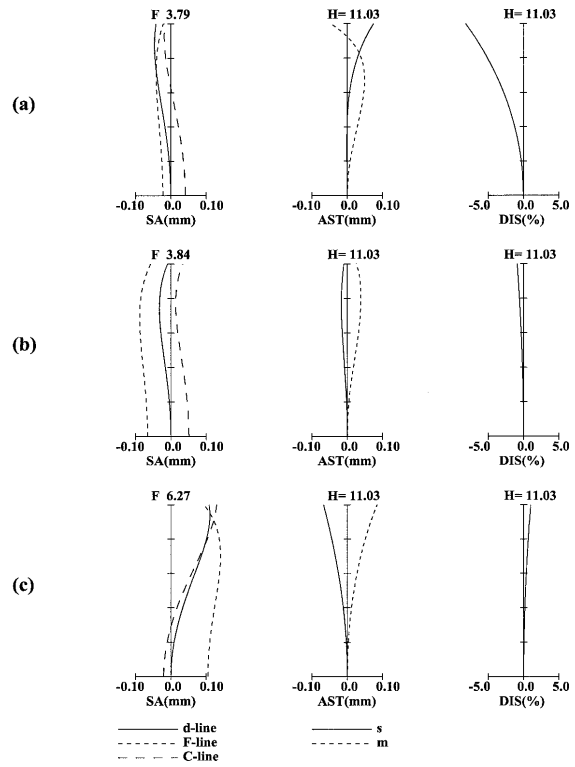 F 3.79 H= 11.03 H= 11.03
(a)
-0.10 0.0 0.10 -0.10 0.0 0.10 -5.0 0.0 5.0
SA(mm) AST(mm) DIS(%)
F 3.84 H= 11.03 H= 11.03
(b)
-0.10 0.0 0.10 -0.10 0.0 0.10 -5.0 0.0 5.0
SA(mm) AST(mm) DIS(%)
F 6.27 H= 11.03 H= 11.03
(c)
-0.10 0.0 0.10 -0.10 0.0 0.10 -5.0 0.0 5.0
SA(mm) AST(mm) DIS(%)
d-line s
F-line m
C-line